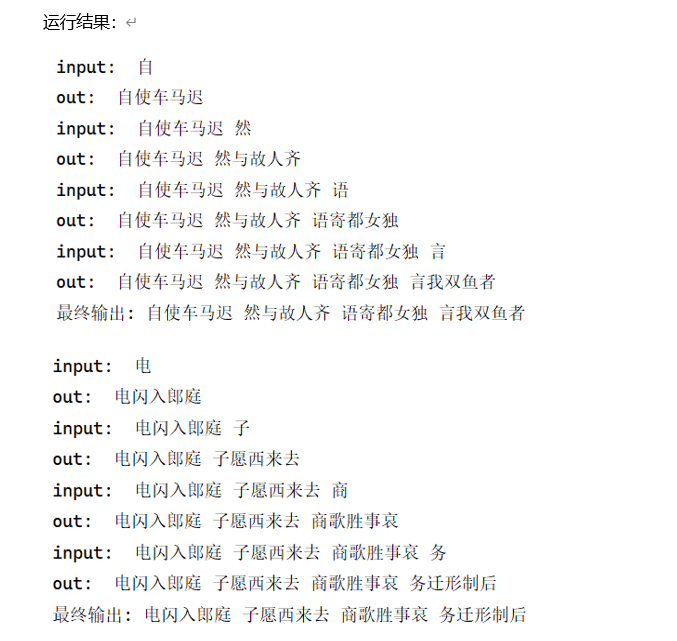 运行结果：↵
input:  自
out:  自使车马迟
input:  自使车马迟 然
out:  自使车马迟 然与故人齐
input:  自使车马迟 然与故人齐 语
out:  自使车马迟 然与故人齐 语寄都女独
input:  自使车马迟 然与故人齐 语寄都女独 言
out:  自使车马迟 然与故人齐 语寄都女独 言我双鱼者
最终输出: 自使车马迟 然与故人齐 语寄都女独 言我双鱼者
input:  电
out:  电闪入郎庭
input:  电闪入郎庭 子
out:  电闪入郎庭 子愿西来去
input:  电闪入郎庭 子愿西来去 商
out:  电闪入郎庭 子愿西来去 商歌胜事哀
input:  电闪入郎庭 子愿西来去 商歌胜事哀 务
out:  电闪入郎庭 子愿西来去 商歌胜事哀 务迁形制后
最终输出: 电闪入郎庭 子愿西来去 商歌胜事哀 务迁形制后